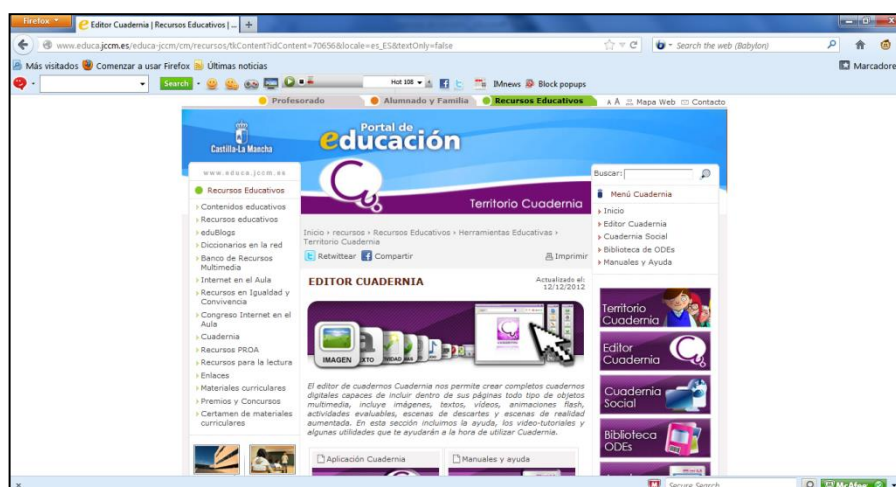 Firefox
Editor Cuadernia | Recursos Educativos | ...
www.educa.jccm.es/educa-jccm/cm/recursos/tkContent?idContent=70656&locale=es_ES&textOnly=false
Search the web (Babylon)
Más visitados Comenzar a usar Firefox Últimas noticias
Marcadores
Search Hot 108 IMnews Block popups
Profesorado Alumnado y Familia Recursos Educativos A A Mapa Web Contacto
Castilla-La Mancha
Portal de
educación
Territorio Cuadernia
www.educa.jccm.es
Recursos Educativos
Contenidos educativos
Recursos educativos
eduBlogs
Diccionarios en la red
Banco de Recursos
Multimedia
Internet en el Aula
Recursos en Igualdad y
Convivencia
Congreso Internet en el
Aula
Cuadernia
Recursos PROA
Recursos para la lectura
Enlaces
Materiales curriculares
Premios y Concursos
Certamen de materiales
curriculares
Inicio › recursos › Recursos Educativos › Herramientas Educativas ›
Territorio Cuadernia
Retwittear Compartir Imprimir
EDITOR CUADERNIA
Actualizado el:
12/12/2012
IMAGEN
El editor de cuadernos Cuadernia nos permite crear completos cuadernos
digitales capaces de incluir dentro de sus páginas todo tipo de objetos
multimedia, incluye imágenes, textos, vídeos, animaciones flash,
actividades evaluables, escenas de descartes y escenas de realidad
aumentada. En esta sección incluimos la ayuda, los video-tutoriales y
algunas utilidades que te ayudarán a la hora de utilizar Cuadernia.
Aplicación Cuadernia
Manuales y ayuda
Buscar:
Menú Cuadernia
Inicio
Editor Cuadernia
Cuadernia Social
Biblioteca de ODEs
Manuales y Ayuda
Territorio
Cuadernia
Editor
Cuadernia
Cuadernia
Social
Biblioteca
ODEs
x
Secure Search
McAfee